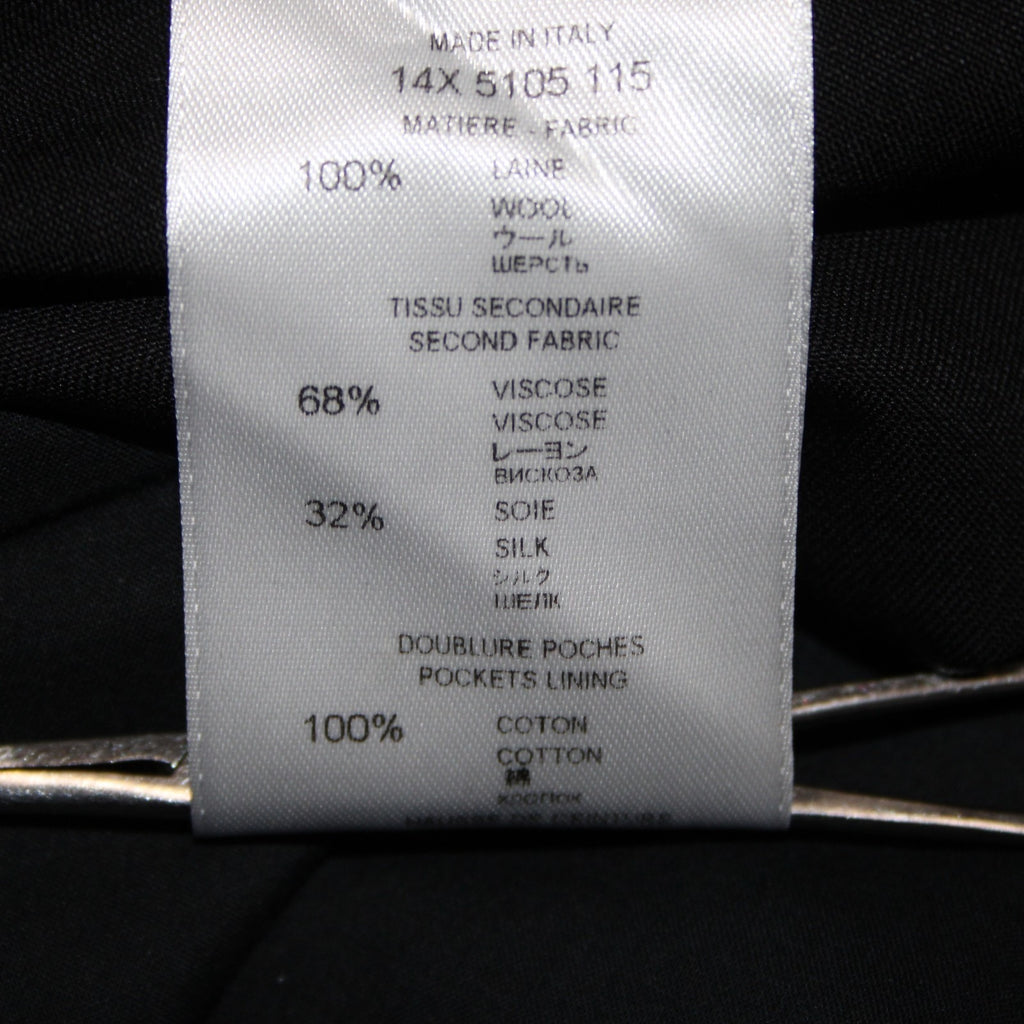 MADE IN ITALY
14X 5105 115
MATIERE - FABRIC
100% LAINE
WOOL
ウール
ШЕРСТЬ
TISSU SECONDAIRE
SECOND FABRIC
68% VISCOSE
VISCOSE
レーヨン
ВИСКОЗА
32% SOIE
SILK
シルク
ШЕЛК
DOUBLURE POCHES
POCKETS LINING
100% COTON
COTTON
綿
ХЛОПОК